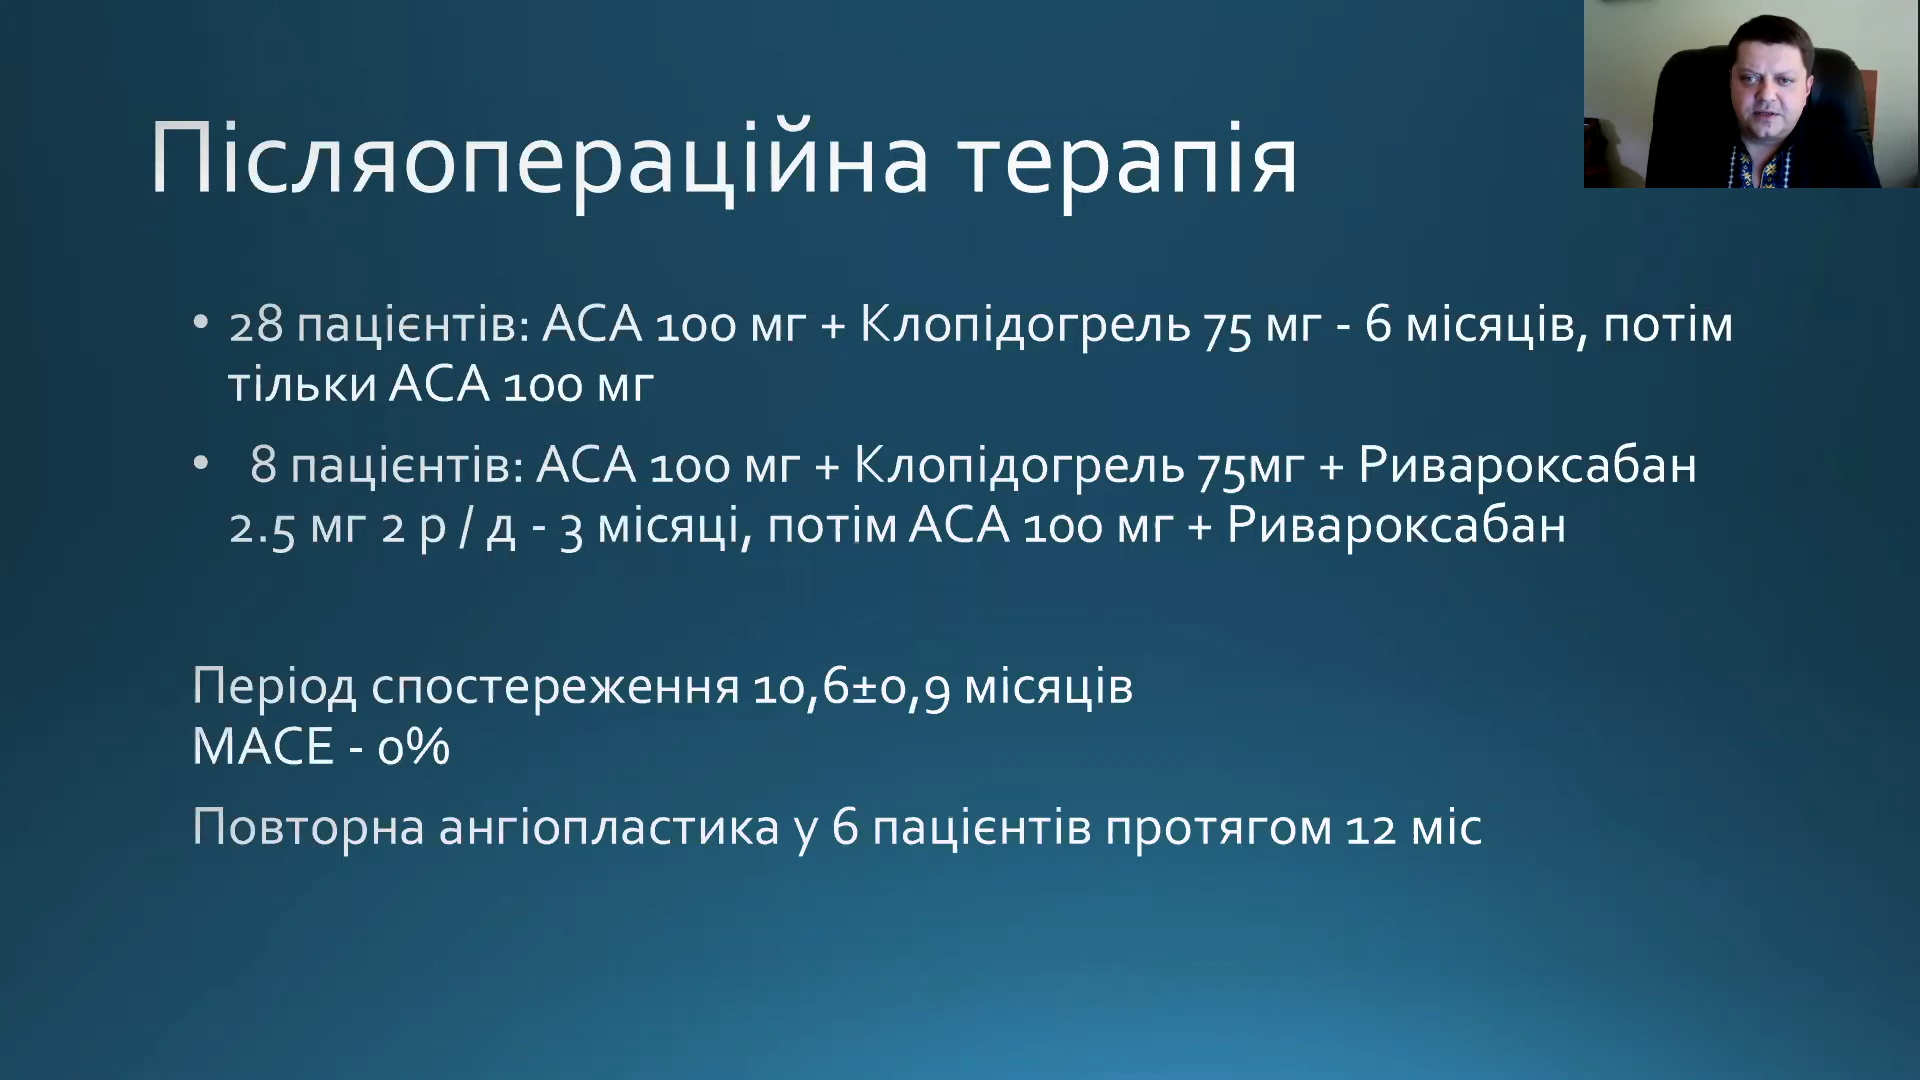 Післяопераційна терапія
• 28 пацієнтів: АСА 100 мг + Клопідогрель 75 мг - 6 місяців, потім
тільки АСА 100 мг
• 8 пацієнтів: АСА 100 мг + Клопідогрель 75мг + Ривароксабан
2.5 мг 2 р / д - 3 місяці, потім АСА 100 мг + Ривароксабан
Період спостереження 10,6±0,9 місяців
МАСЕ - 0%
Повторна ангіопластика у 6 пацієнтів протягом 12 міс